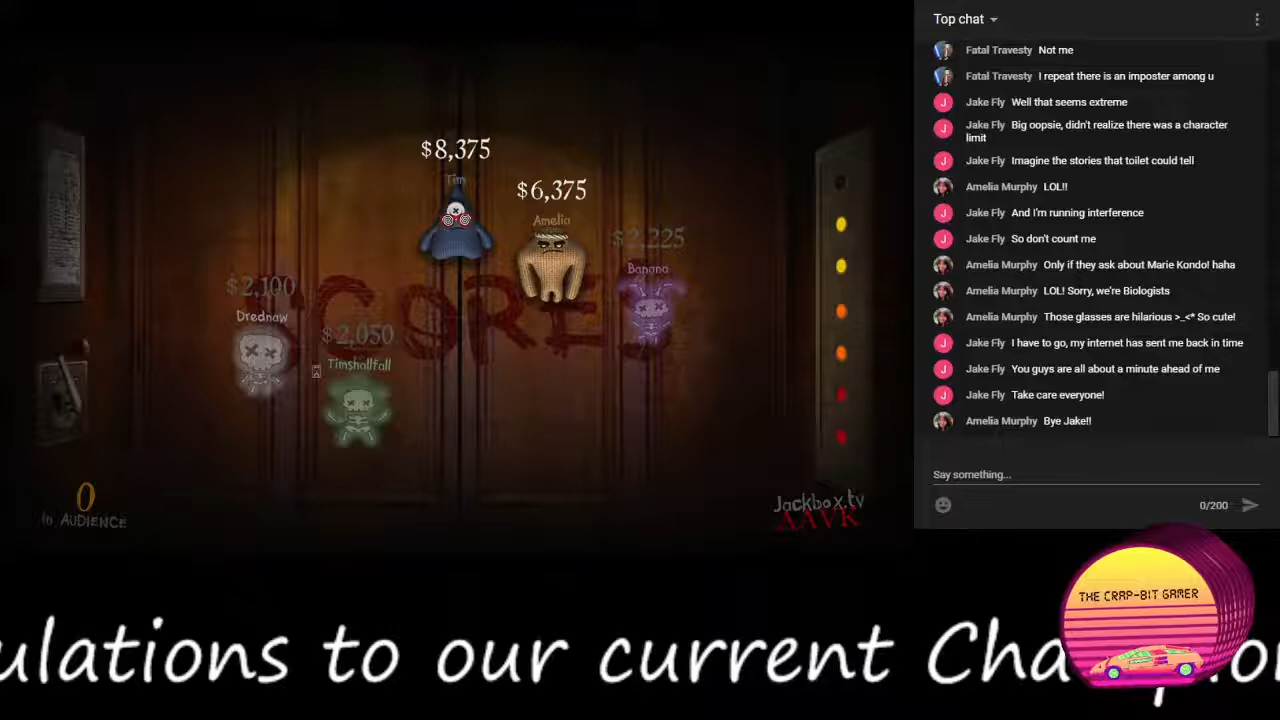 $8,375
Tim
$6,375
Amelia
$2,225
Banana
$2,100
Drednaw
$2,050
Timshallfall
SCORES
0
In AUDIENCE
Jackbox.tv
AAVK
Top chat
Fatal Travesty Not me
Fatal Travesty I repeat there is an imposter among u
J Jake Fly Well that seems extreme
J Jake Fly Big oopsie, didn't realize there was a character
limit
J Jake Fly Imagine the stories that toilet could tell
Amelia Murphy LOL!!
J Jake Fly And I'm running interference
J Jake Fly So don't count me
Amelia Murphy Only if they ask about Marie Kondo! haha
Amelia Murphy LOL! Sorry, we're Biologists
Amelia Murphy Those glasses are hilarious >_<* So cute!
J Jake Fly I have to go, my internet has sent me back in time
J Jake Fly You guys are all about a minute ahead of me
J Jake Fly Take care everyone!
Amelia Murphy Bye Jake!!
Say something...
0/200
THE CRAP-BIT GAMER
ulations to our current Cha